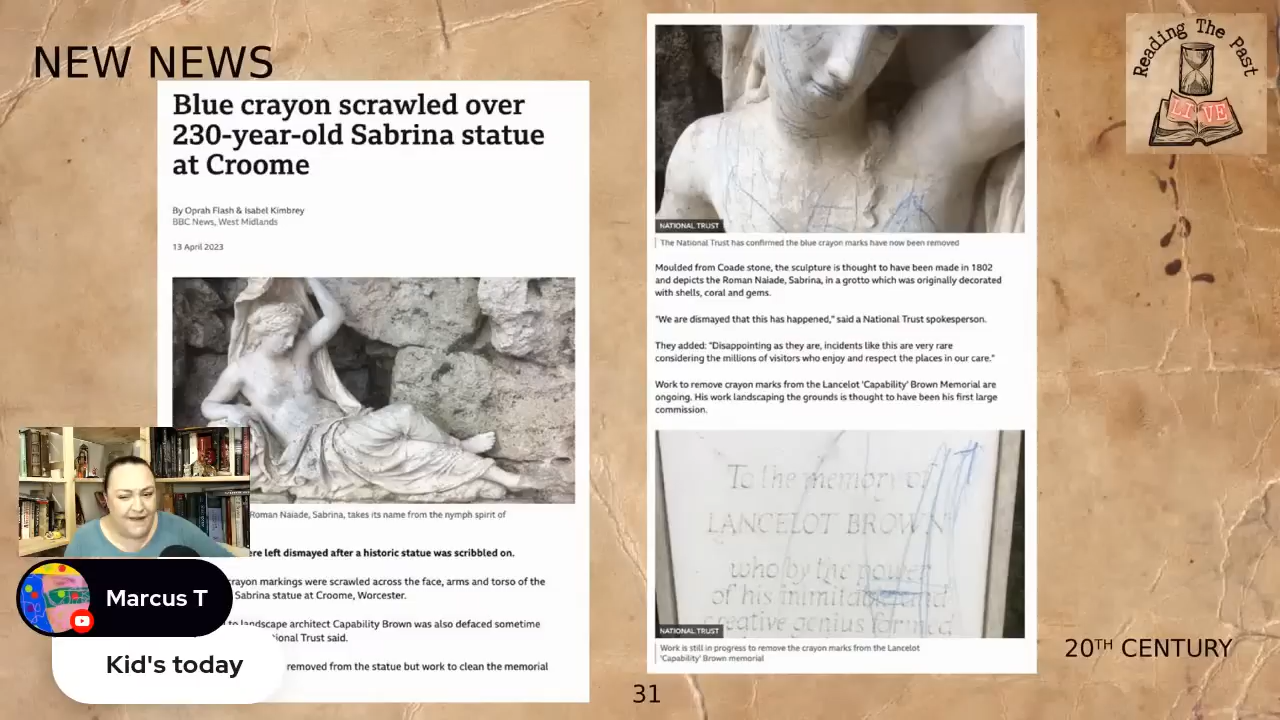 NEW NEWS
Blue crayon scrawled over
230-year-old Sabrina statue
at Croome
By Oprah Flash & Isabel Kimbrey
BBC News, West Midlands
13 April 2023
Roman Naiade, Sabrina, takes its name from the nymph spirit of
ere left dismayed after a historic statue was scribbled on.
crayon markings were scrawled across the face, arms and torso of the
Sabrina statue at Croome, Worcester.
to landscape architect Capability Brown was also defaced sometime
tional Trust said.
removed from the statue but work to clean the memorial
Marcus T
Kid's today
NATIONAL TRUST
The National Trust has confirmed the blue crayon marks have now been removed
Moulded from Coade stone, the sculpture is thought to have been made in 1802
and depicts the Roman Naiade, Sabrina, in a grotto which was originally decorated
with shells, coral and gems.
"We are dismayed that this has happened," said a National Trust spokesperson.
They added: "Disappointing as they are, incidents like this are very rare
considering the millions of visitors who enjoy and respect the places in our care."
Work to remove crayon marks from the Lancelot 'Capability' Brown Memorial are
ongoing. His work landscaping the grounds is thought to have been his first large
commission.
To the memory of
LANCELOT BROWN
who by the power
of his inimitable and
creative genius formed
NATIONAL TRUST
Work is still in progress to remove the crayon marks from the Lancelot
'Capability' Brown memorial
31
Reading The Past
LIVE
20TH CENTURY